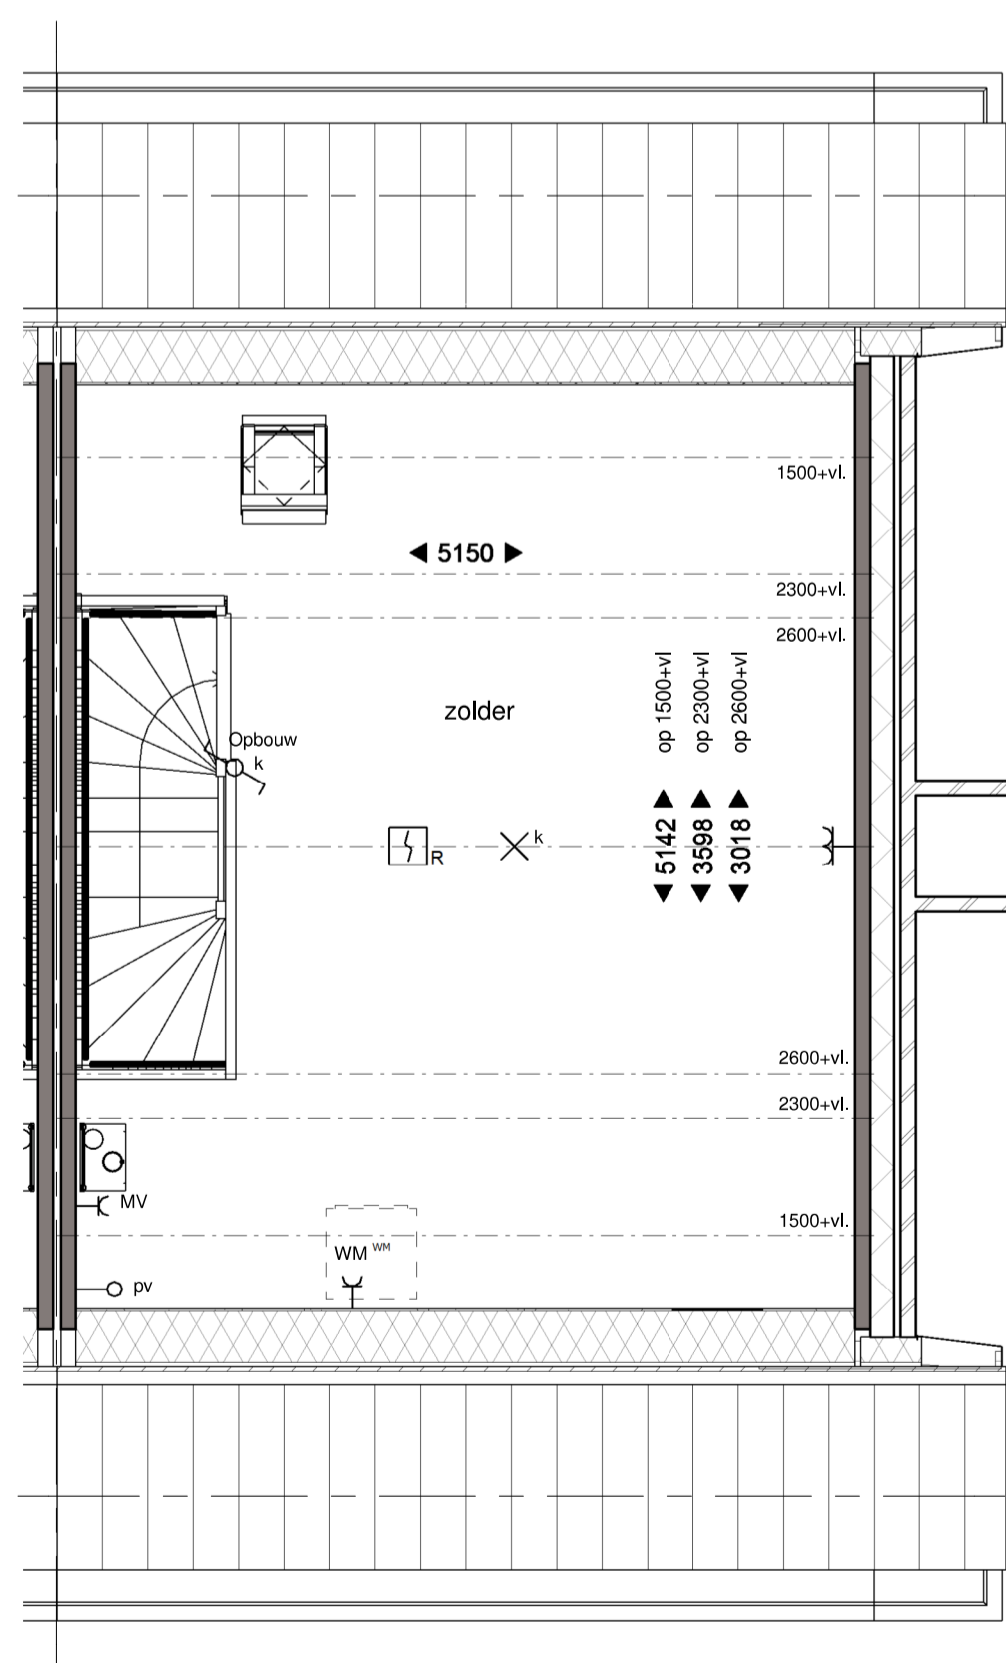 1500+vl.
5150
2300+vl.
2600+vl.
op 1500+vl
op 2300+vl
op 2600+vl
zolder
Opbouw
k
R
k
5142
3598
3018
2600+vl.
2300+vl.
MV
1500+vl.
WM WM
pv